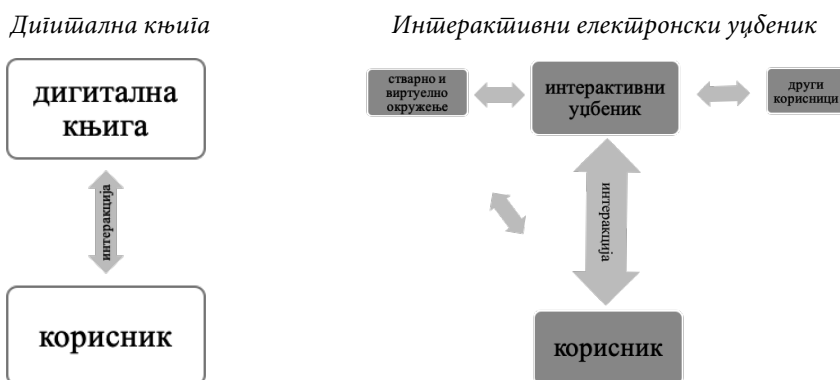 Дигитална књига
дигитална
књига
интеракција
корисник
Интерактивни електронски уџбеник
стварно и
виртуелно
окружење
интерактивни
уџбеник
други
корисници
интеракција
корисник